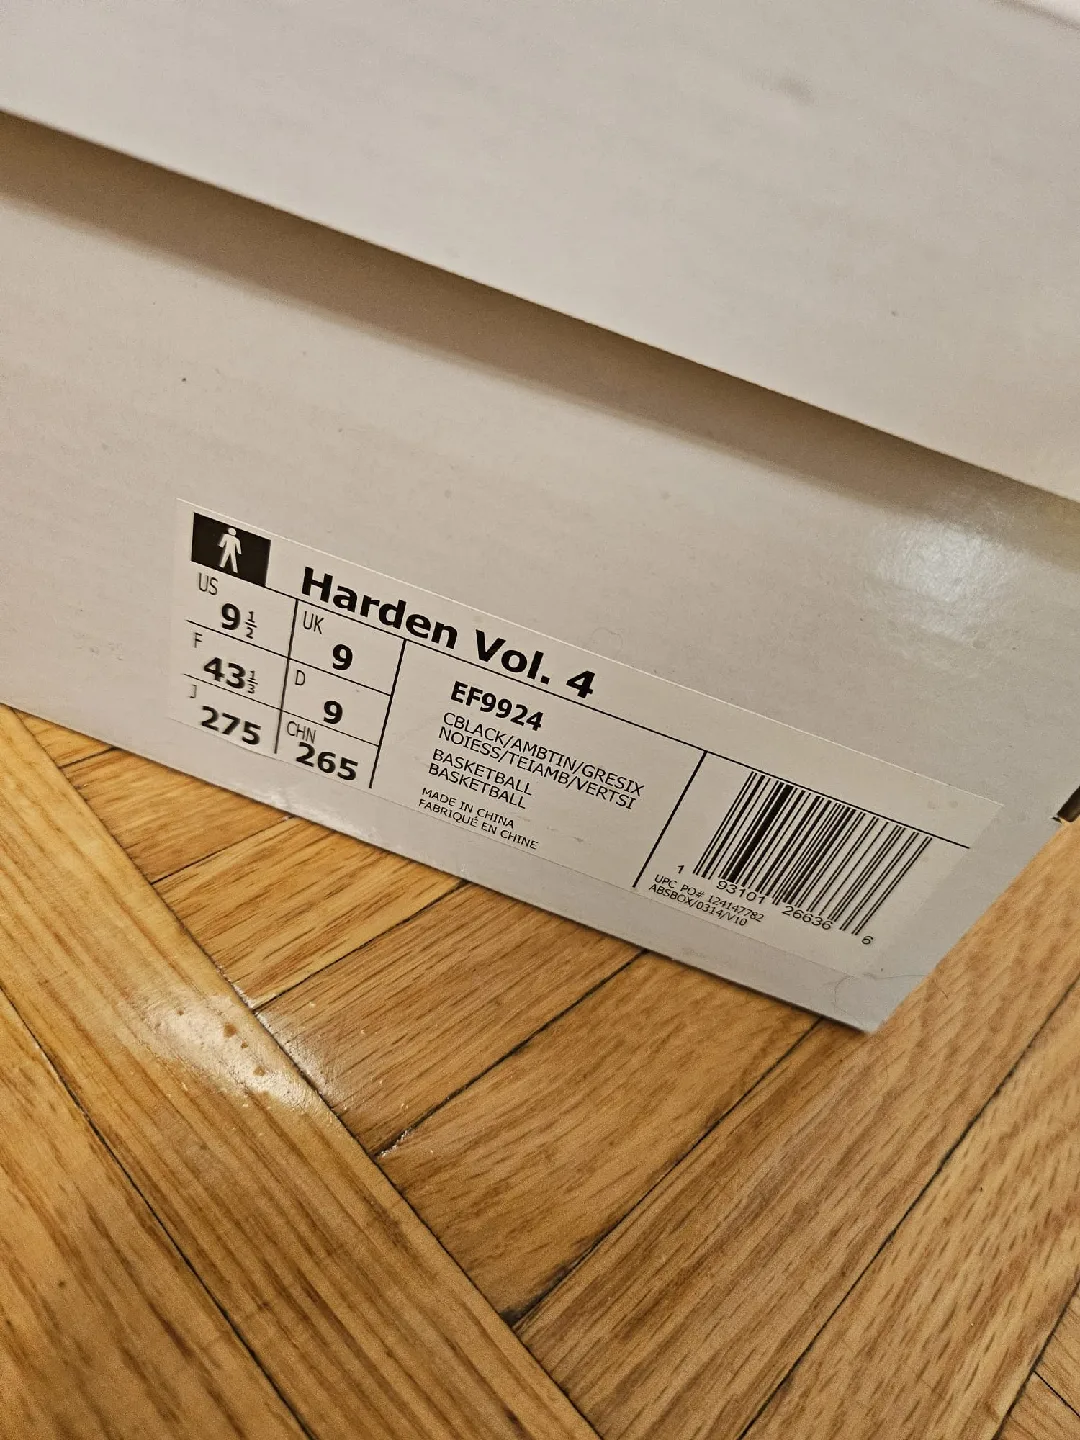 Harden Vol. 4
US 9 1/2
UK 9
F 43 1/3
D 9
J 275
CHN 265
EF9924
CBLACK/AMBTIN/GRESIX
NOIESS/TEIAMB/VERTSI
BASKETBALL
BASKETBALL
MADE IN CHINA
FABRIQUÉ EN CHINE
1 93101 26636 6
UPC PO# 124147782
ABSBOX/0314/V10